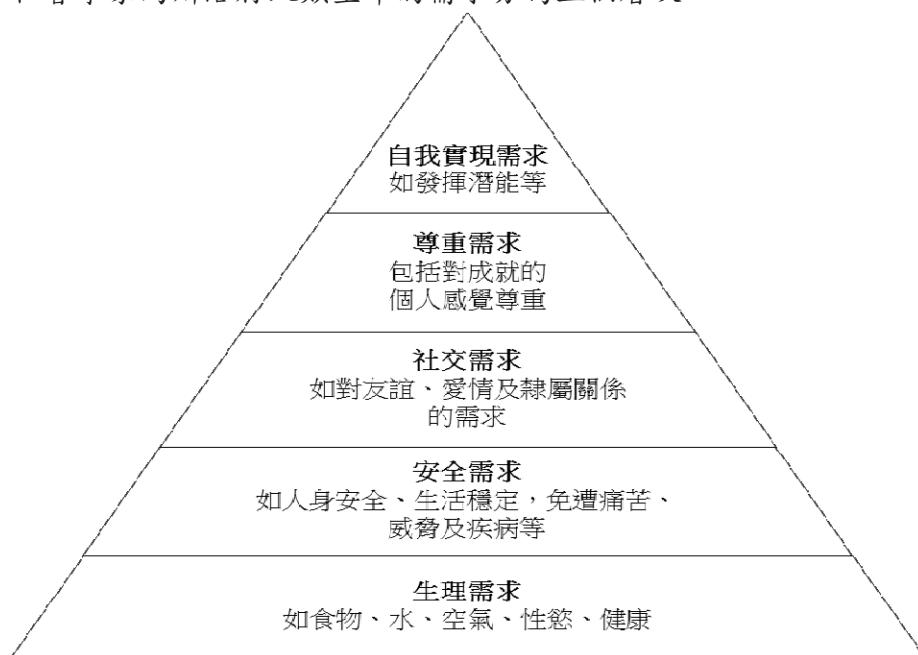 自我實現需求
如發揮潛能等
尊重需求
包括對成就的
個人感覺尊重
社交需求
如對友誼、愛情及隸屬關係
的需求
安全需求
如人身安全、生活穩定，免遭痛苦、
威脅及疾病等
生理需求
如食物、水、空氣、性慾、健康